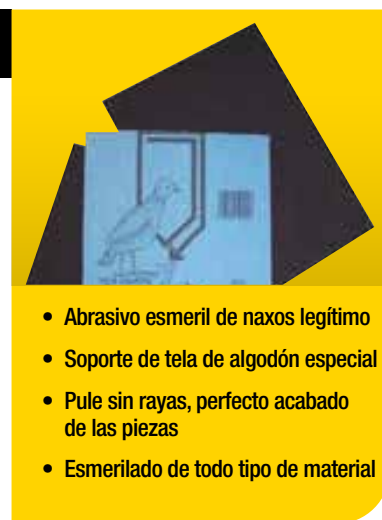 • Abrasivo esmeril de naxos legítimo
• Soporte de tela de algodón especial
• Pule sin rayas, perfecto acabado
de las piezas
• Esmerilado de todo tipo de material